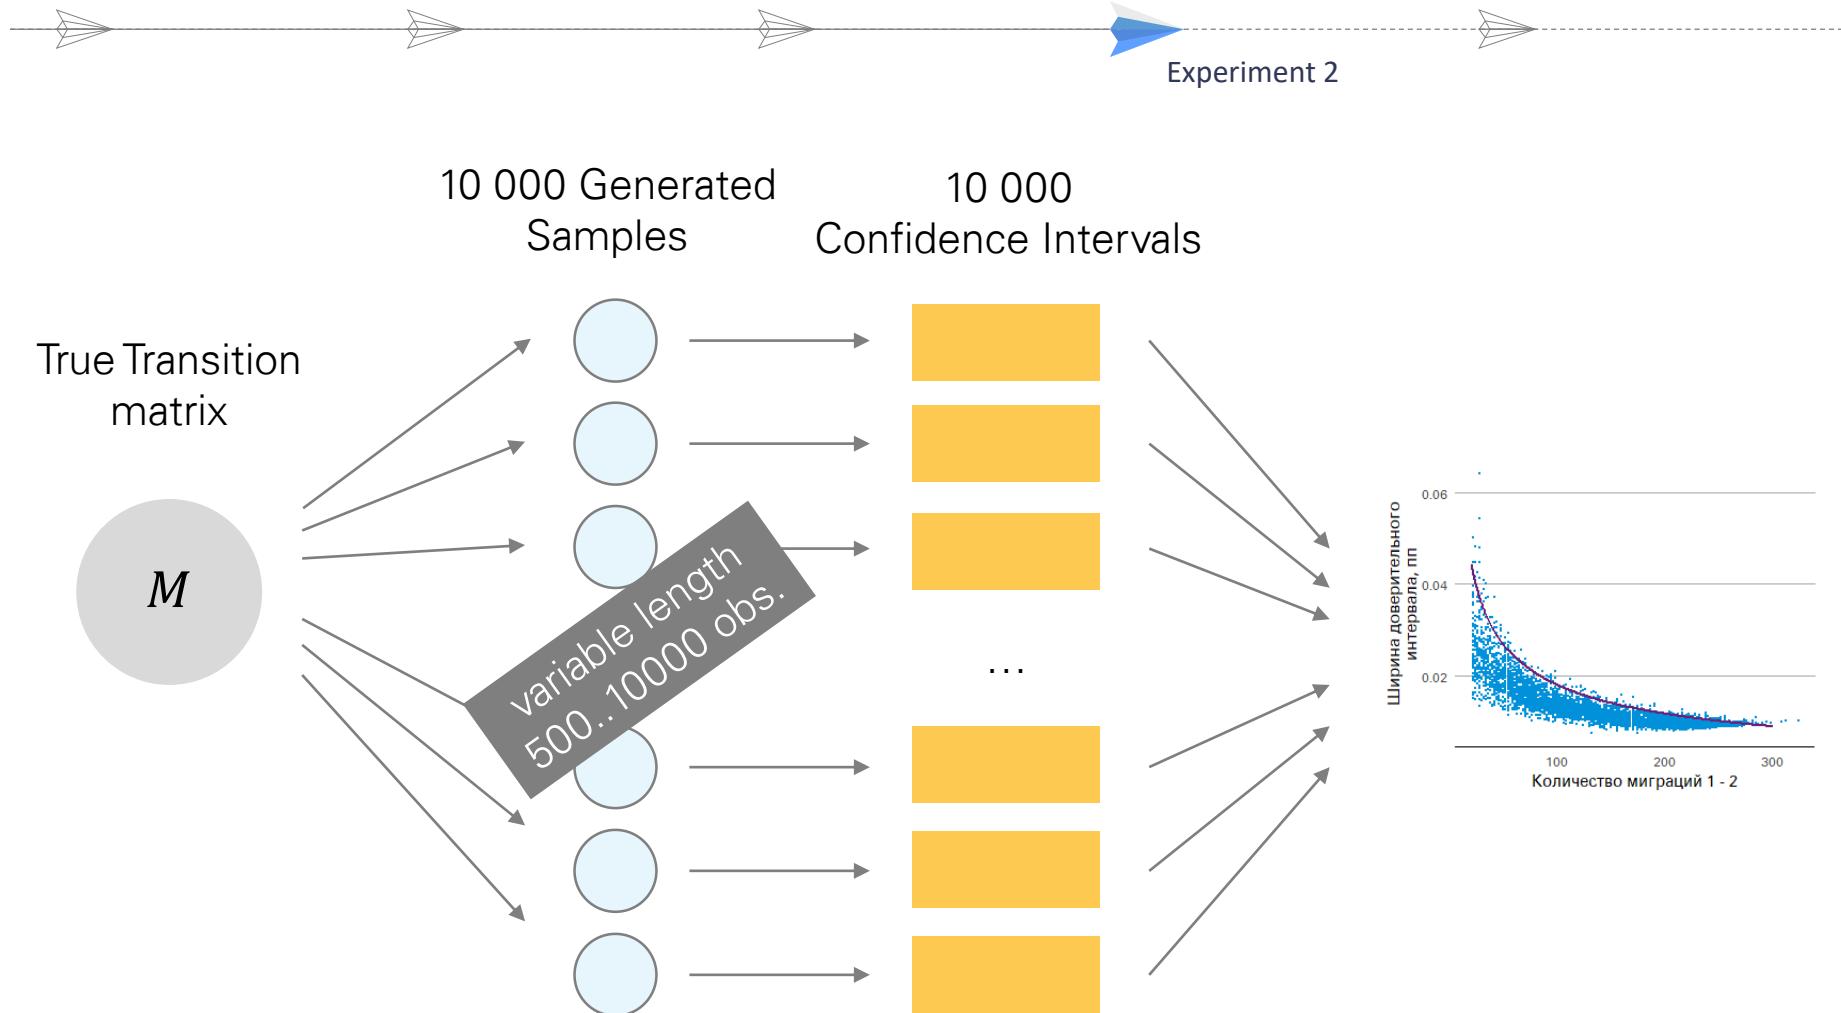 Experiment 2
10 000 Generated
Samples
10 000
Confidence Intervals
True Transition
matrix
M
variable length
500...10000 obs.
...
Ширина доверительного
интервала, пп
0.06
0.04
0.02
100
200
300
Количество миграций 1 - 2